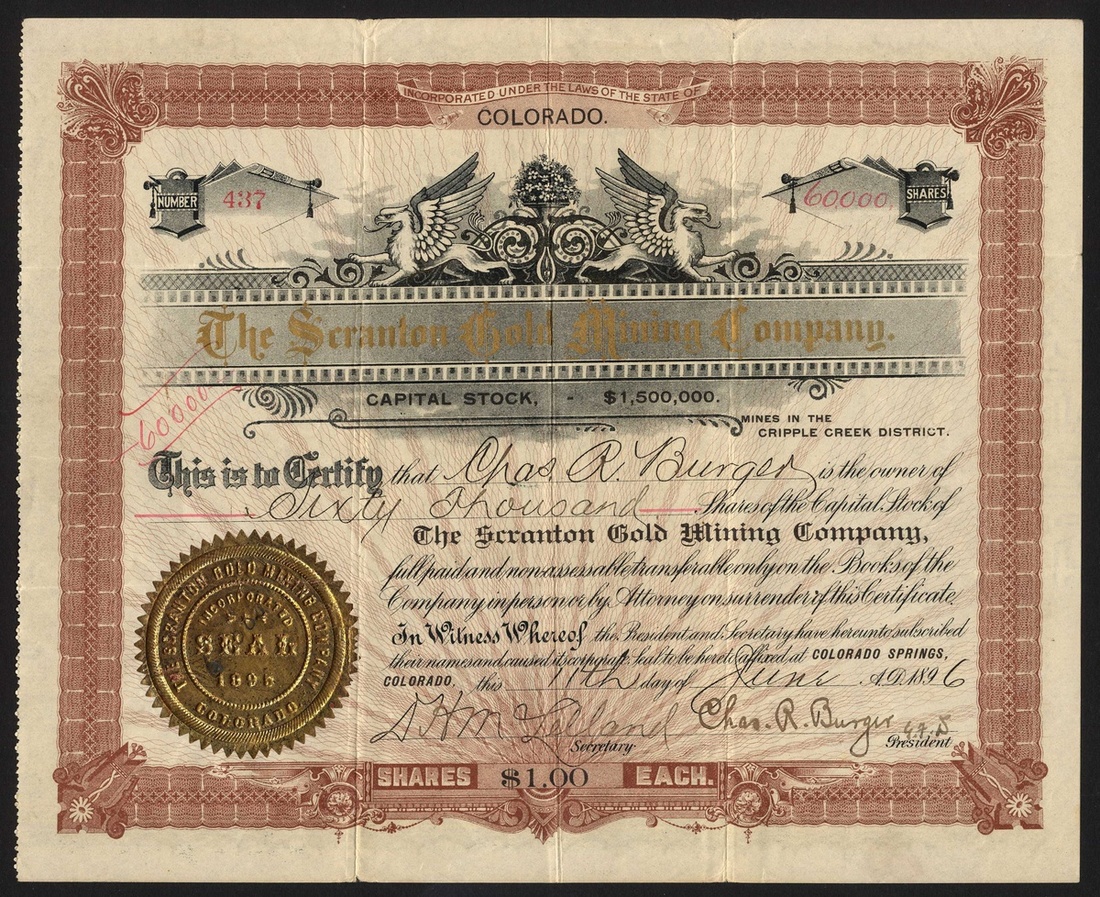 INCORPORATED UNDER THE LAWS OF THE STATE OF
COLORADO.
NUMBER 437
60.000 SHARES
The Scranton Gold Mining Company.
CAPITAL STOCK, - $1,500,000.
MINES IN THE
CRIPPLE CREEK DISTRICT.
60.000
This is to Certify that Chas. R. Burger is the owner of
Sixty Thousand Shares of the Capital Stock of
The Scranton Gold Mining Company,
full paid and non-assessable transferable only on the Books of the
Company in person or by Attorney on surrender of this Certificate.
In Witness Whereof the President and Secretary have hereunto subscribed
their names and caused its corporate Seal to be hereto affixed at COLORADO SPRINGS,
COLORADO, this 11th day of June A.D. 1896
Chas. R. Burger
Secretary
President
THE SCRANTON GOLD MINING COMPANY,
INCORPORATED
SEAL
COLORADO.
SHARES $1.00 EACH.